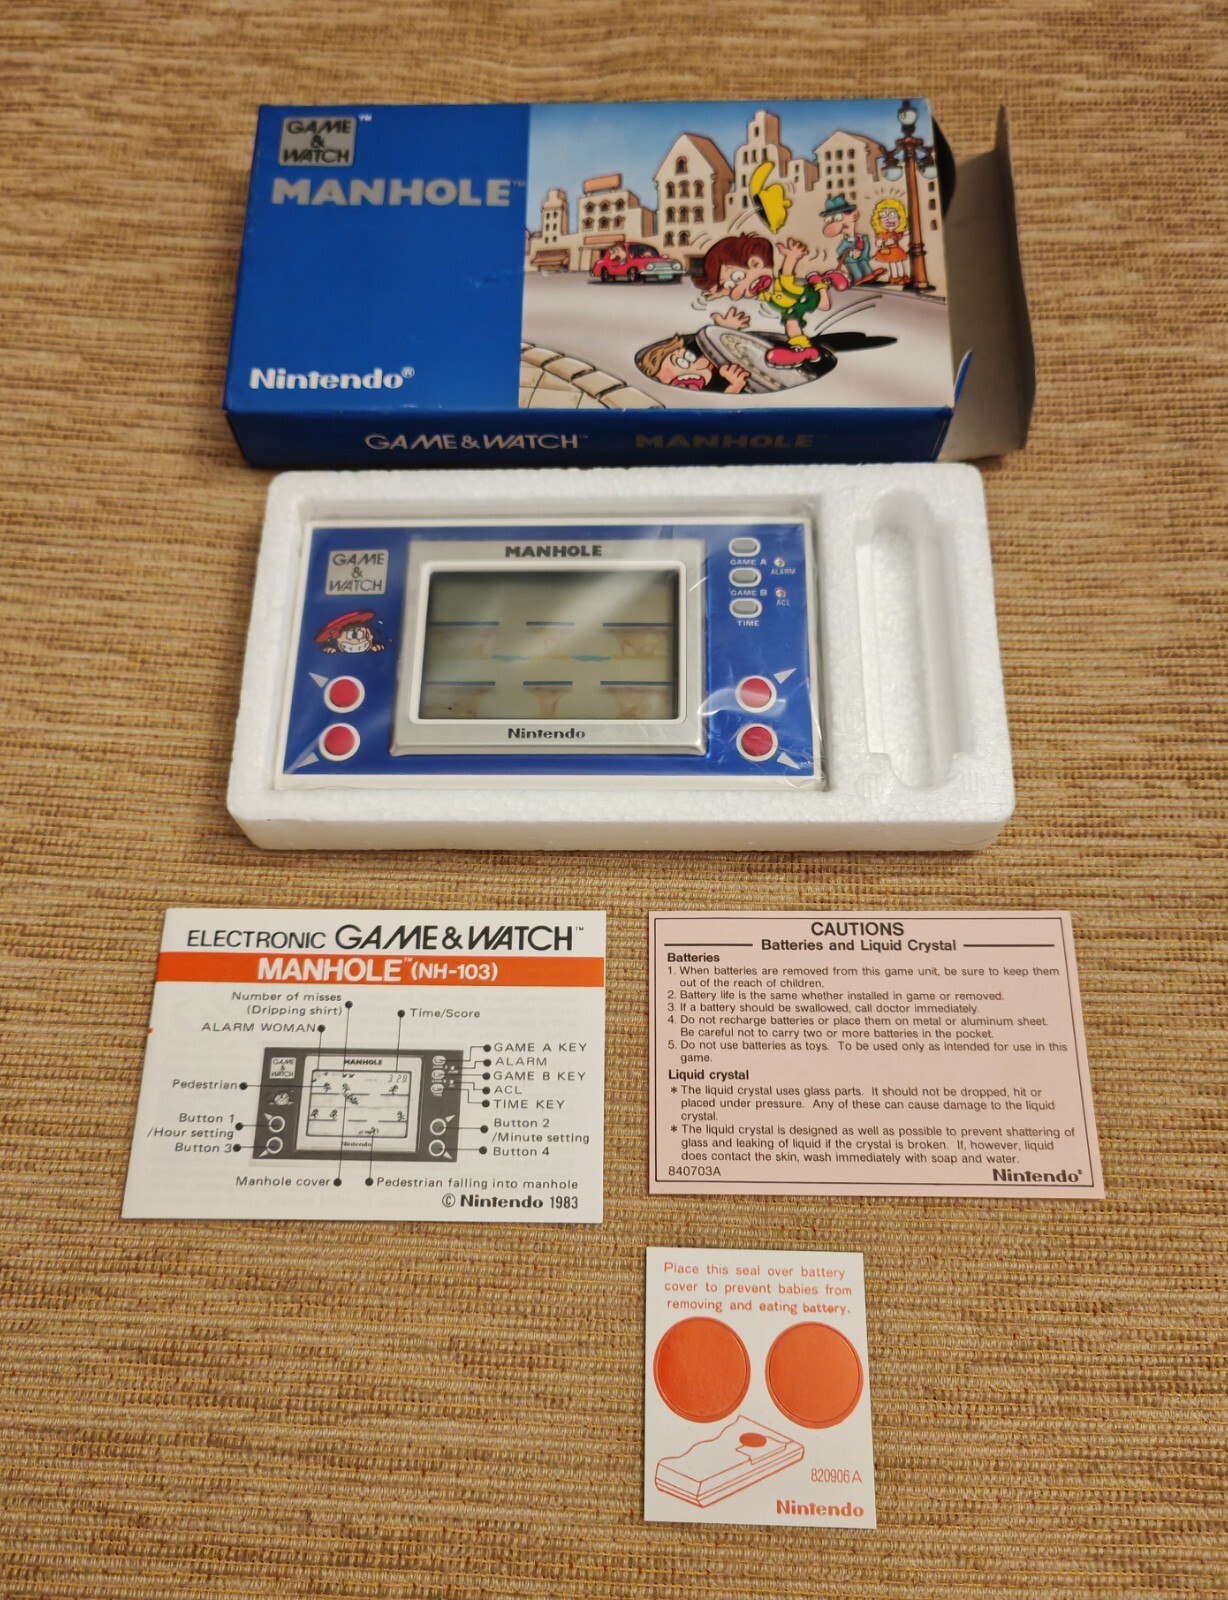 GAME
&
WATCH™
MANHOLE™
Nintendo®
GAME & WATCH™ MANHOLE™
GAME
&
WATCH
MANHOLE
Nintendo
GAME A
ALARM
GAME B
ACL
TIME
ELECTRONIC GAME & WATCH™
MANHOLE™ (NH-103)
Number of misses
(Dripping shirt)
Time/Score
ALARM WOMAN
GAME A KEY
ALARM
GAME B KEY
ACL
TIME KEY
Pedestrian
Button 1
/Hour setting
Button 3
Button 2
/Minute setting
Button 4
GAME
&
WATCH
MANHOLE
3:28
Nintendo
Manhole cover
Pedestrian falling into manhole
© Nintendo 1983
CAUTIONS
Batteries and Liquid Crystal
Batteries
1. When batteries are removed from this game unit, be sure to keep them
out of the reach of children.
2. Battery life is the same whether installed in game or removed.
3. If a battery should be swallowed, call doctor immediately.
4. Do not recharge batteries or place them on metal or aluminum sheet.
Be careful not to carry two or more batteries in the pocket.
5. Do not use batteries as toys. To be used only as intended for use in this
game.
Liquid crystal
* The liquid crystal uses glass parts. It should not be dropped, hit or
placed under pressure. Any of these can cause damage to the liquid
crystal.
* The liquid crystal is designed as well as possible to prevent shattering of
glass and leaking of liquid if the crystal is broken. If, however, liquid
does contact the skin, wash immediately with soap and water.
840703A
Nintendo®
Place this seal over battery
cover to prevent babies from
removing and eating battery.
820906A
Nintendo